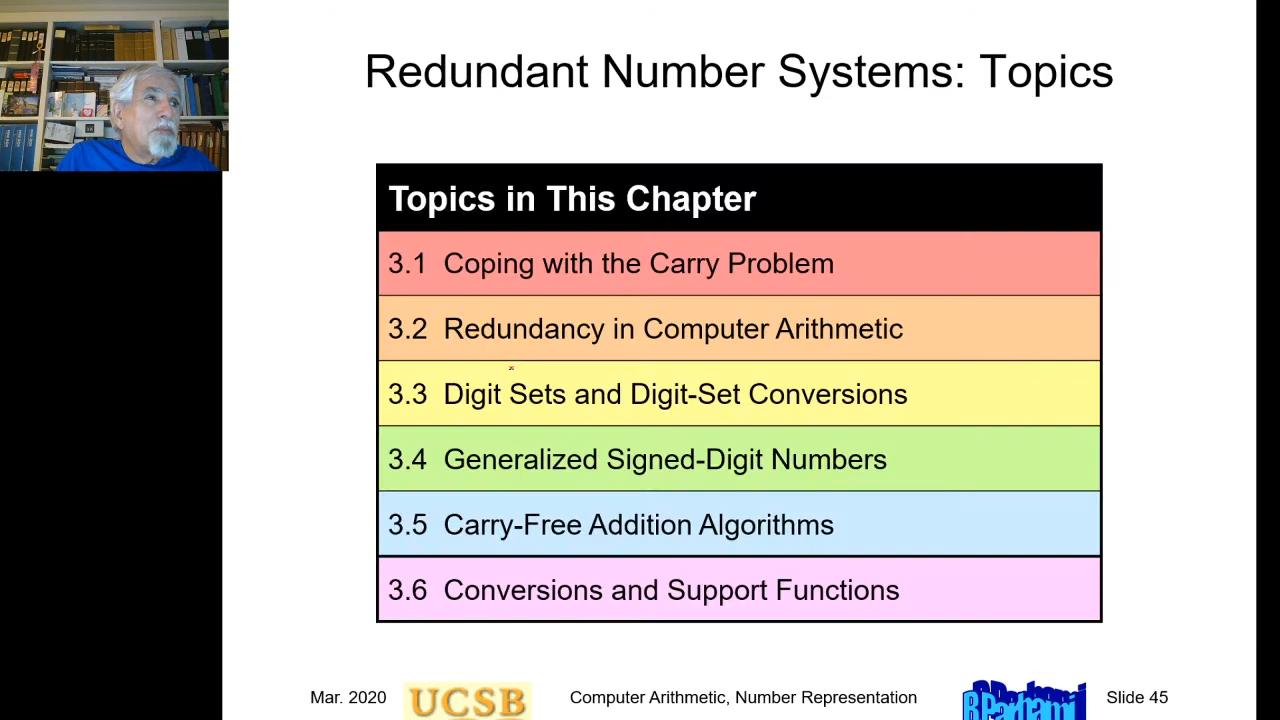 Redundant Number Systems: Topics
Topics in This Chapter
3.1 Coping with the Carry Problem
3.2 Redundancy in Computer Arithmetic
3.3 Digit Sets and Digit-Set Conversions
3.4 Generalized Signed-Digit Numbers
3.5 Carry-Free Addition Algorithms
3.6 Conversions and Support Functions
Mar. 2020 UCSB Computer Arithmetic, Number Representation B.Parhami Slide 45